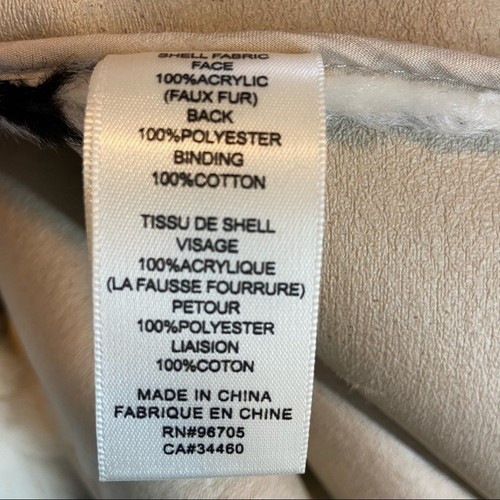 SHELL FABRIC
FACE
100%ACRYLIC
(FAUX FUR)
BACK
100%POLYESTER
BINDING
100%COTTON
TISSU DE SHELL
VISAGE
100%ACRYLIQUE
(LA FAUSSE FOURRURE)
PETOUR
100%POLYESTER
LIAISION
100%COTON
MADE IN CHINA
FABRIQUE EN CHINE
RN#96705
CA#34460